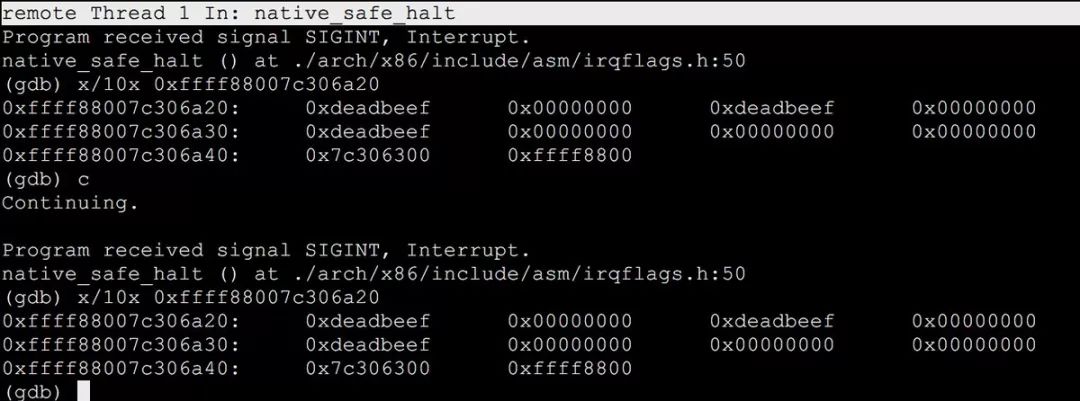 remote Thread 1 In: native_safe_halt
Program received signal SIGINT, Interrupt.
native_safe_halt () at ./arch/x86/include/asm/irqflags.h:50
(gdb) x/10x 0xffff88007c306a20
0xffff88007c306a20: 0xdeadbeef 0x00000000 0xdeadbeef 0x00000000
0xffff88007c306a30: 0xdeadbeef 0x00000000 0x00000000 0x00000000
0xffff88007c306a40: 0x7c306300 0xffff8800
(gdb) c
Continuing.
Program received signal SIGINT, Interrupt.
native_safe_halt () at ./arch/x86/include/asm/irqflags.h:50
(gdb) x/10x 0xffff88007c306a20
0xffff88007c306a20: 0xdeadbeef 0x00000000 0xdeadbeef 0x00000000
0xffff88007c306a30: 0xdeadbeef 0x00000000 0x00000000 0x00000000
0xffff88007c306a40: 0x7c306300 0xffff8800
(gdb)